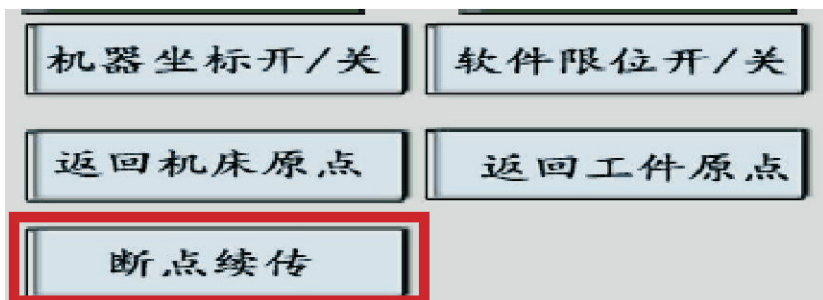 机器坐标开/关
软件限位开/关
返回机床原点
返回工件原点
断点续传